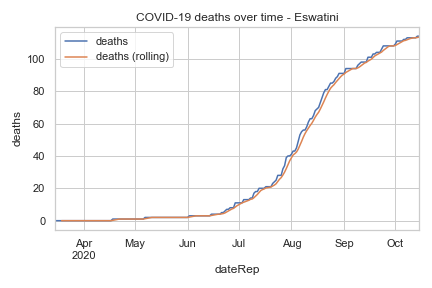 COVID-19 deaths over time - Eswatini
deaths
deaths (rolling)
deaths
100
80
60
40
20
0
Apr May Jun Jul Aug Sep Oct
2020
dateRep